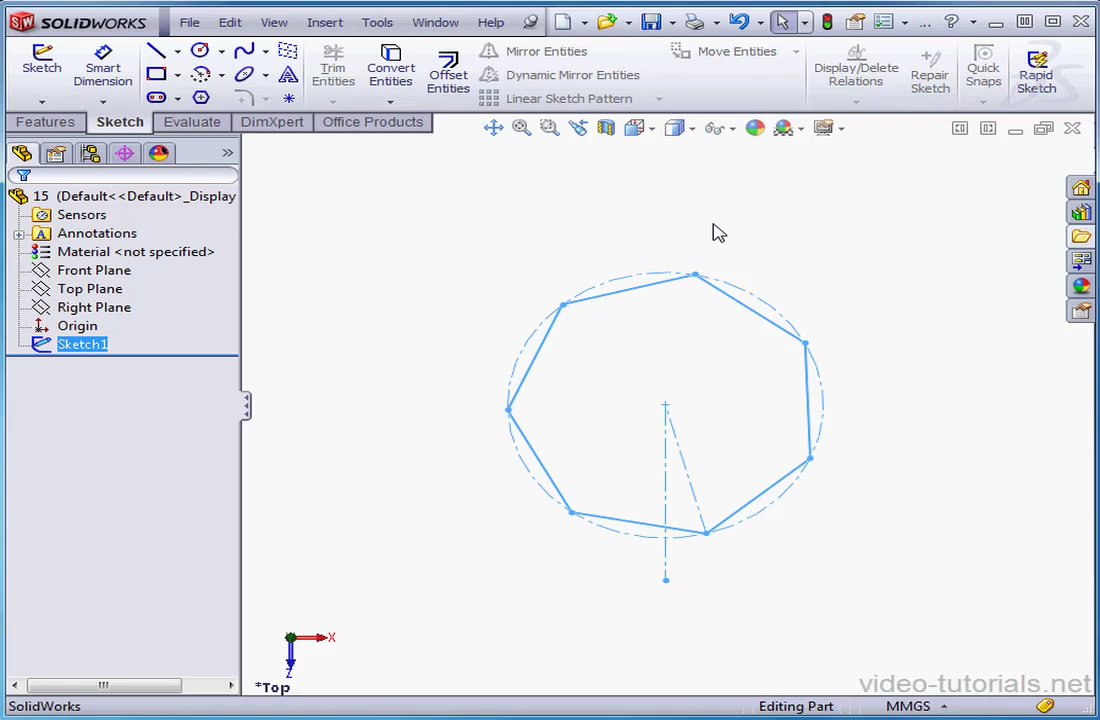 SOLIDWORKS File Edit View Insert Tools Window Help ... ?
Sketch Smart Dimension Trim Entities Convert Entities Offset Entities Mirror Entities Move Entities Display/Delete Relations Repair Sketch Quick Snaps Rapid Sketch
Dynamic Mirror Entities
Linear Sketch Pattern
Features Sketch Evaluate DimXpert Office Products
»
15 (Default<<Default>_Display
Sensors
Annotations
Material <not specified>
Front Plane
Top Plane
Right Plane
Origin
Sketch1
X
Z
*Top
video-tutorials.net
SolidWorks Editing Part MMGS